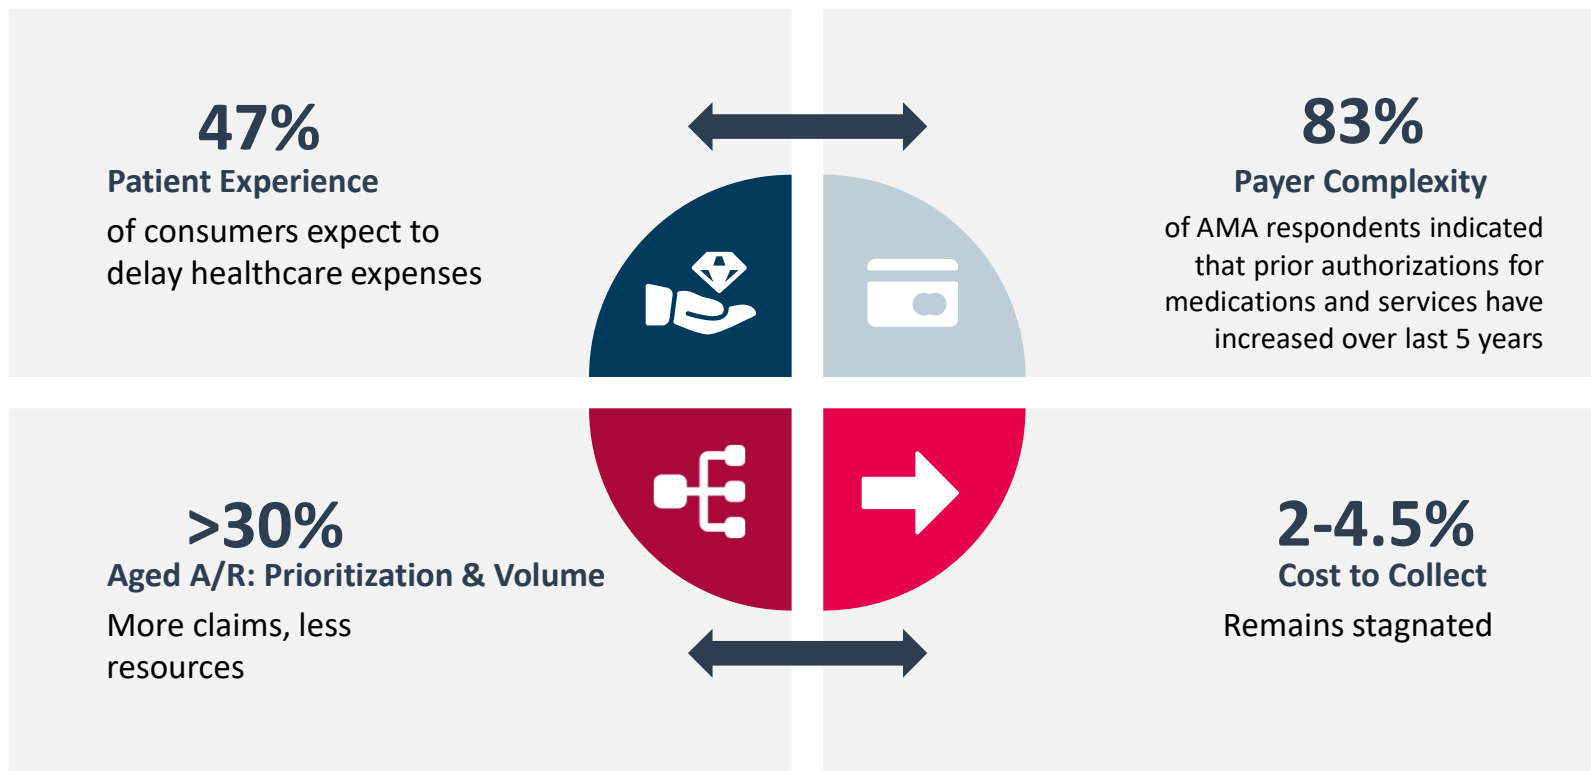 47%
Patient Experience
of consumers expect to
delay healthcare expenses
83%
Payer Complexity
of AMA respondents indicated
that prior authorizations for
medications and services have
increased over last 5 years
>30%
Aged A/R: Prioritization & Volume
More claims, less
resources
2-4.5%
Cost to Collect
Remains stagnated